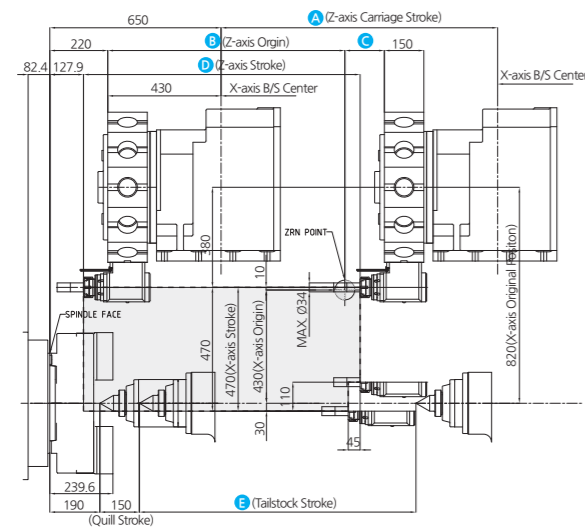 650
A (Z-axis Carriage Stroke)
220
B (Z-axis Orgin)
C
150
82.4
127.9
D (Z-axis Stroke)
X-axis B/S Center
430
X-axis B/S Center
380
ZRN POINT
10
MAX. Ø34
SPINDLE FACE
470
470(X-axis Stroke)
430(X-axis Origin)
820(X-axis Original Positon)
110
30
45
239.6
190
150
E (Tailstock Stroke)
(Quill Stroke)